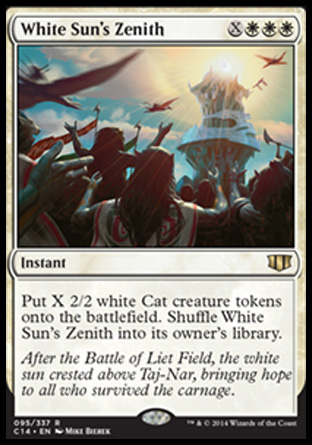 White Sun's Zenith X
Instant
Put X 2/2 white Cat creature tokens
onto the battlefield. Shuffle White
Sun's Zenith into its owner's library.
After the Battle of Liet Field, the white
sun crested above Taj-Nar, bringing hope
to all who survived the carnage.
095/337 R
C14 • EN Mike Bierek
™ & © 2014 Wizards of the Coast